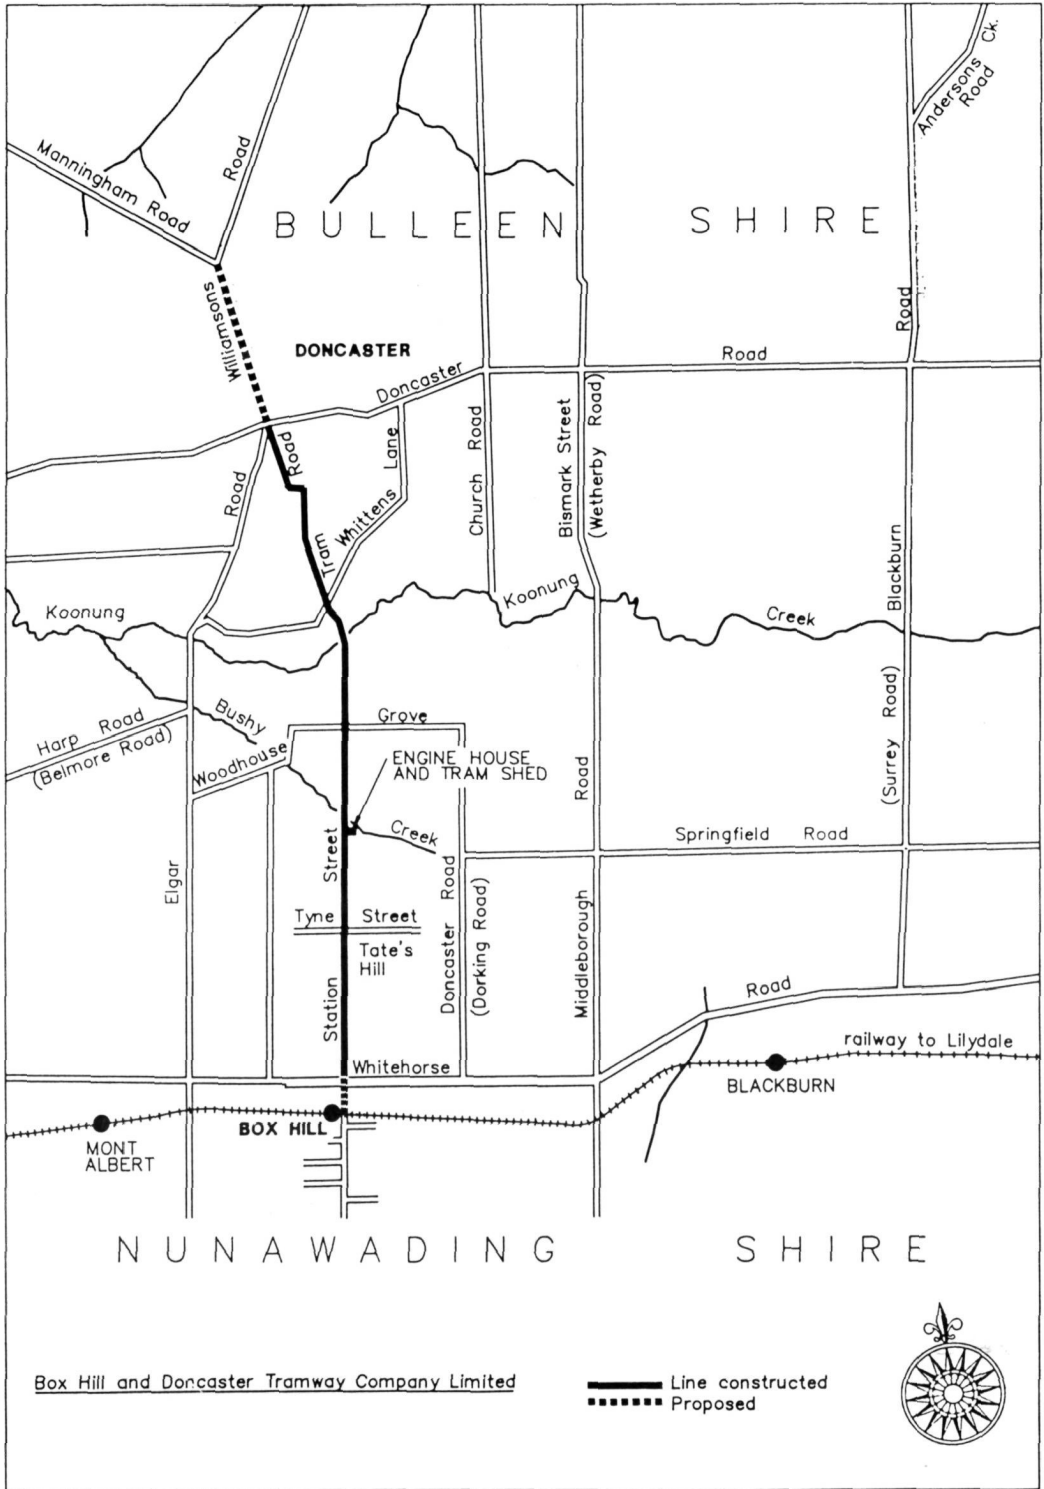 Andersons Ck.
Road
Manningham Road
Road
BULLEEN SHIRE
Williamsons
Road
DONCASTER
Road
Doncaster
Road
Lane
Whittens
Church Road
Bismark Street
(Wetherby Road)
Road
Tram
Blackburn
Koonung
Koonung
Creek
Harp Road
(Belmore Road)
Bushy
Grove
Woodhouse
ENGINE HOUSE
AND TRAM SHED
Road
(Surrey Road)
Creek
Street
Springfield Road
Elgar
Tyne Street
Tate's
Hill
Doncaster Road
(Dorking Road)
Middleborough
Station
Road
railway to Lilydale
Whitehorse
BLACKBURN
BOX HILL
MONT
ALBERT
NUNAWADING SHIRE
Box Hill and Doncaster Tramway Company Limited
Line constructed
Proposed